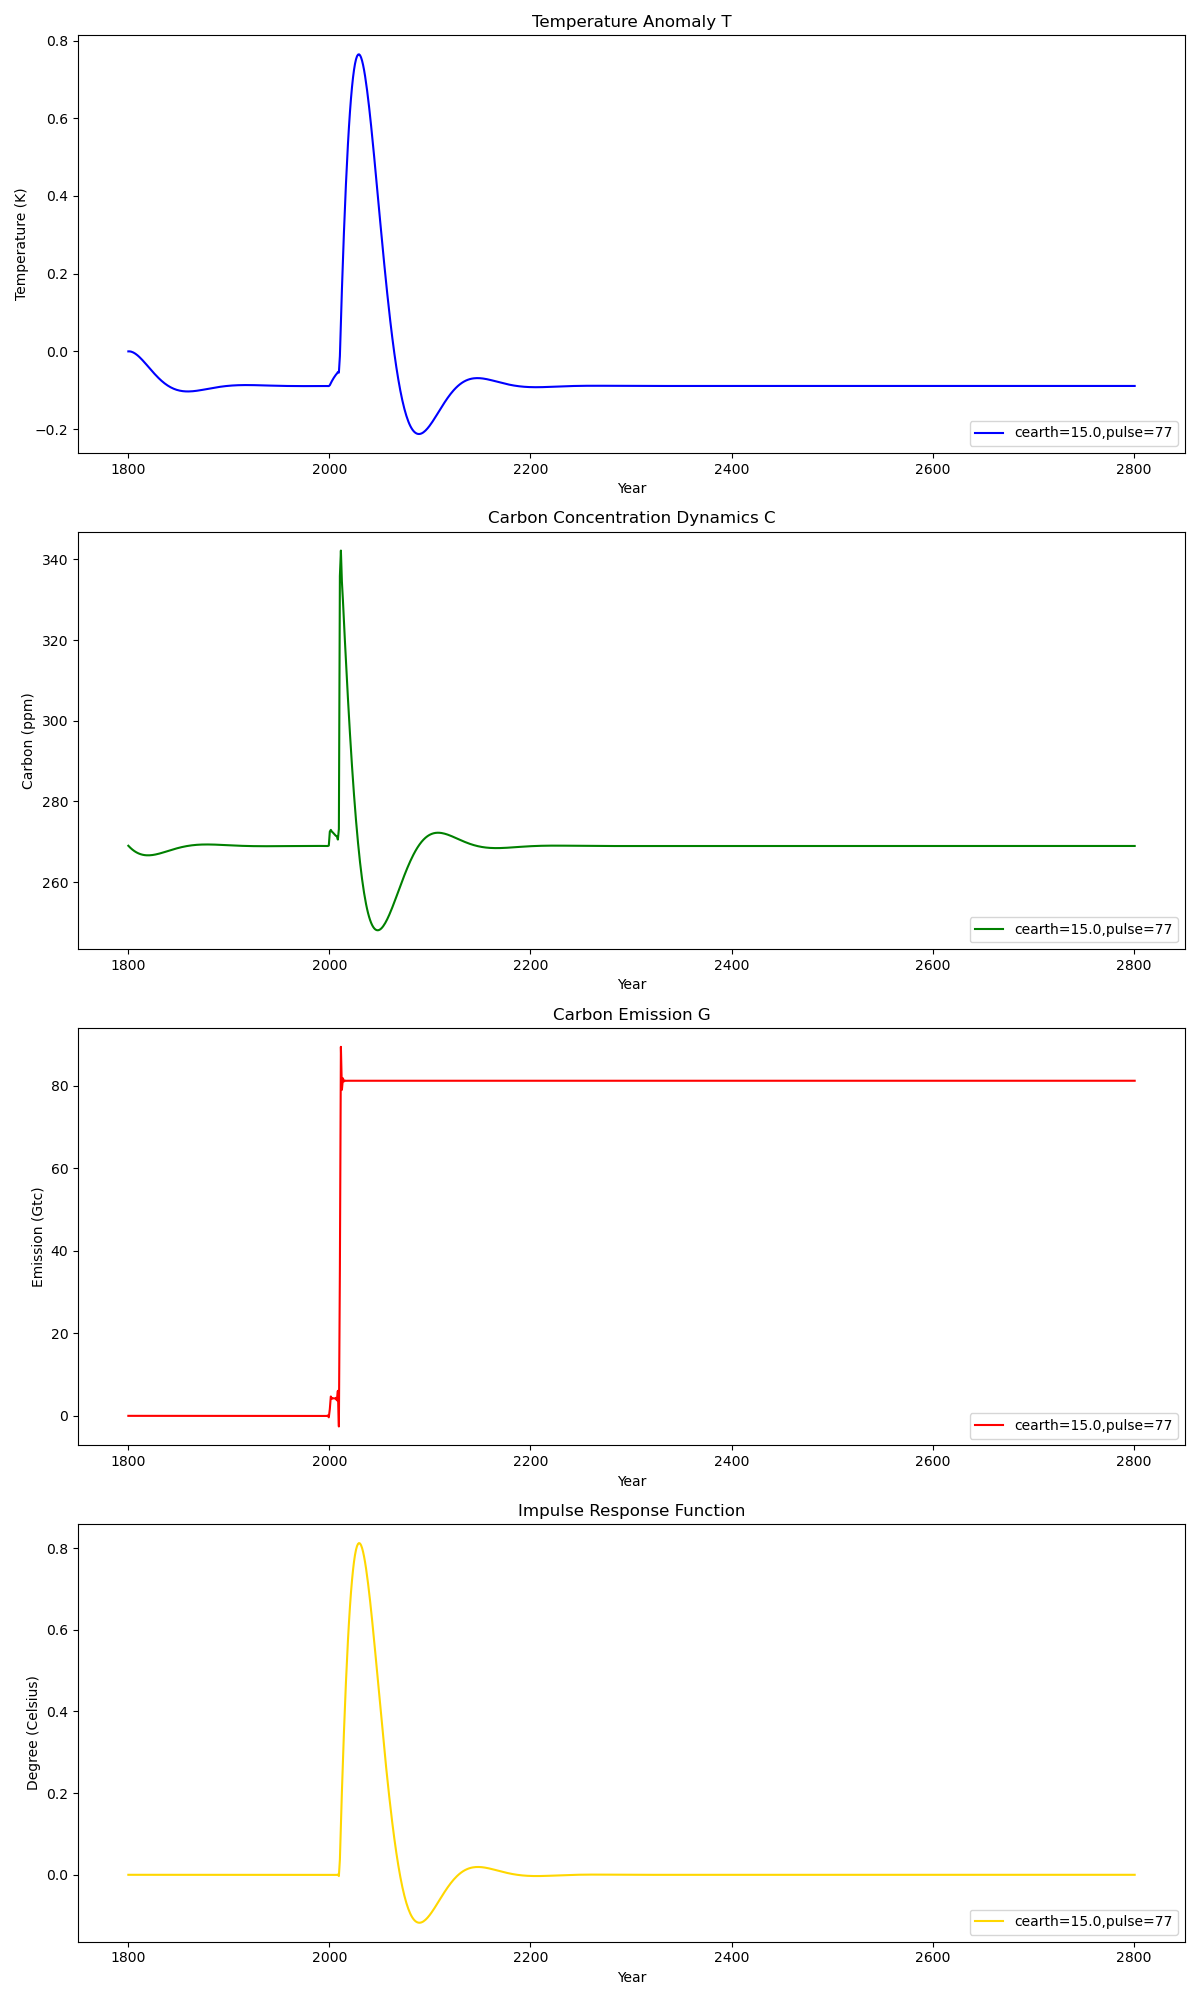 Temperature Anomaly T
0.8
0.6
0.4
0.2
0.0
−0.2
Temperature (K)
cearth=15.0,pulse=77
1800 2000 2200 2400 2600 2800
Year
Carbon Concentration Dynamics C
340
320
300
280
260
Carbon (ppm)
cearth=15.0,pulse=77
1800 2000 2200 2400 2600 2800
Year
Carbon Emission G
80
60
40
20
0
Emission (Gtc)
cearth=15.0,pulse=77
1800 2000 2200 2400 2600 2800
Year
Impulse Response Function
0.8
0.6
0.4
0.2
0.0
Degree (Celsius)
cearth=15.0,pulse=77
1800 2000 2200 2400 2600 2800
Year